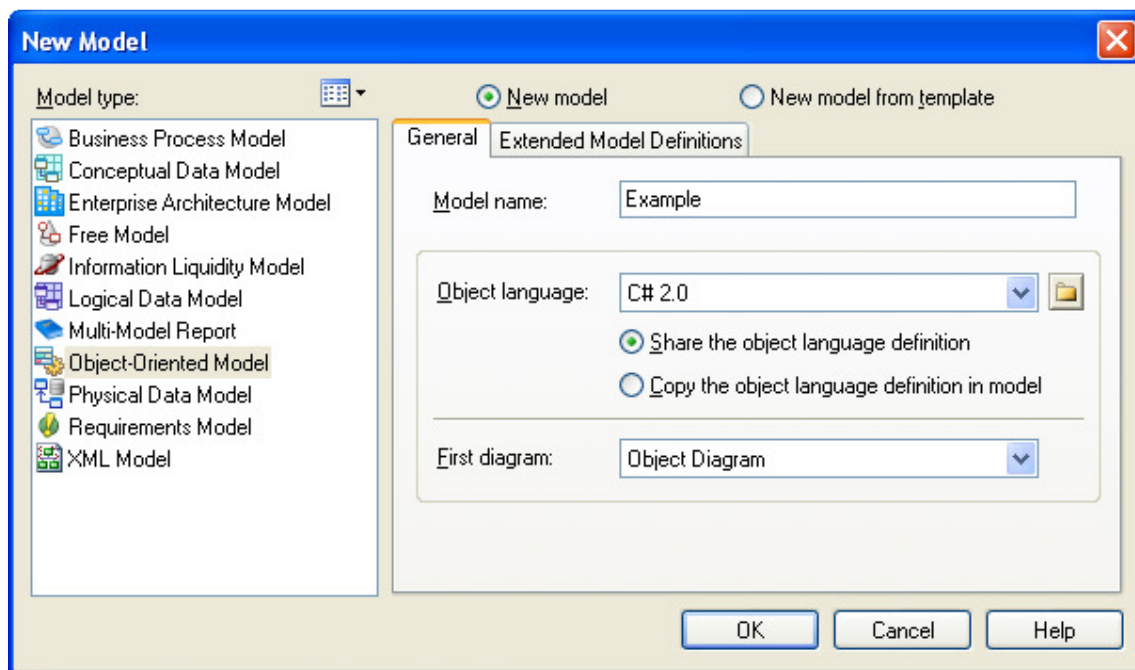 New Model
Model type:
New model
New model from template
Business Process Model
Conceptual Data Model
Enterprise Architecture Model
Free Model
Information Liquidity Model
Logical Data Model
Multi-Model Report
Object-Oriented Model
Physical Data Model
Requirements Model
XML Model
General
Extended Model Definitions
Model name:
Example
Object language:
C# 2.0
Share the object language definition
Copy the object language definition in model
First diagram:
Object Diagram
OK
Cancel
Help